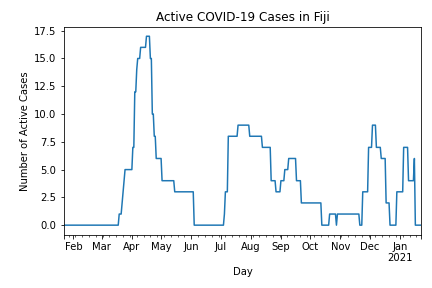 Active COVID-19 Cases in Fiji
Number of Active Cases
17.5
15.0
12.5
10.0
7.5
5.0
2.5
0.0
Feb Mar Apr May Jun Jul Aug Sep Oct Nov Dec Jan
2021
Day